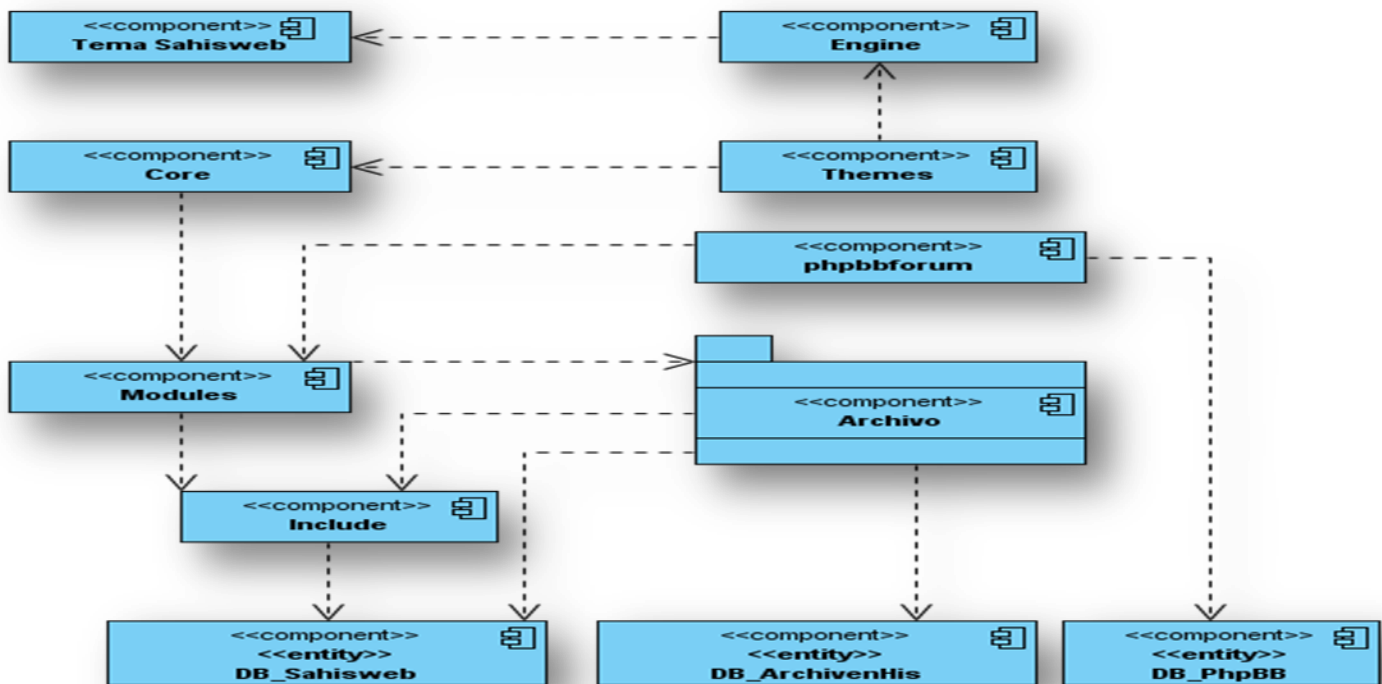 <<component>>
Tema Sahisweb
<<component>>
Engine
<<component>>
Core
<<component>>
Themes
<<component>>
phpbbforum
<<component>>
Modules
<<component>>
Archivo
<<component>>
Include
<<component>>
<<entity>>
DB_Sahisweb
<<component>>
<<entity>>
DB_ArchivenHis
<<component>>
<<entity>>
DB_PhpBB